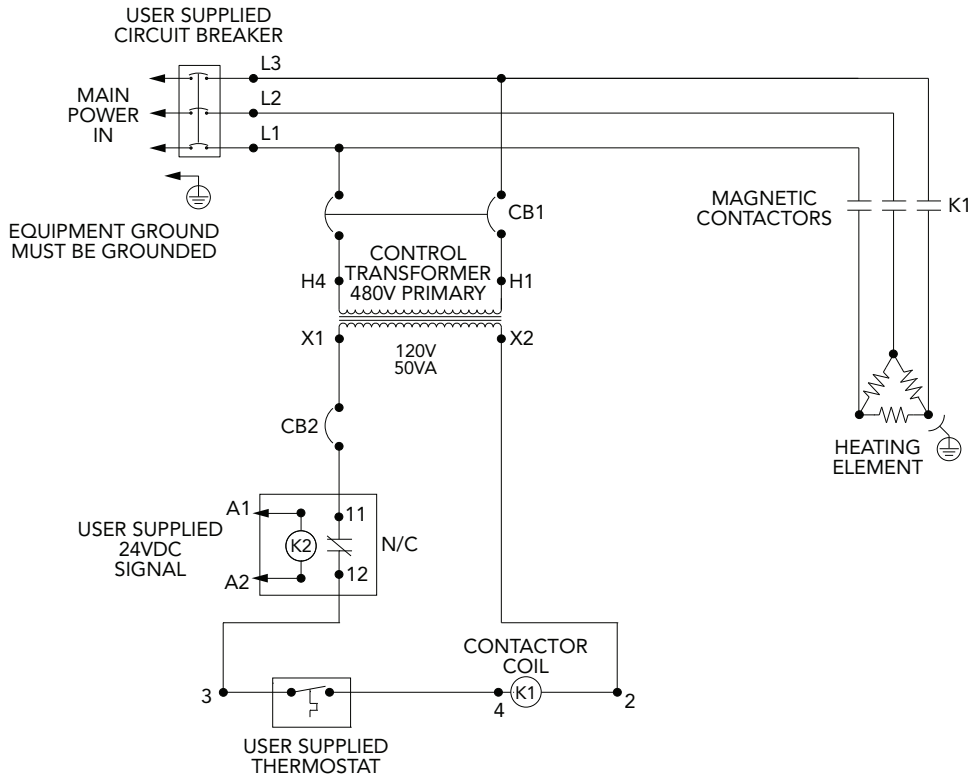 USER SUPPLIED
CIRCUIT BREAKER
L3
MAIN
POWER
IN
L2
L1
EQUIPMENT GROUND
MUST BE GROUNDED
CB1
MAGNETIC
CONTACTORS
K1
CONTROL
TRANSFORMER
480V PRIMARY
H4
H1
X1
X2
120V
50VA
CB2
HEATING
ELEMENT
USER SUPPLIED
24VDC
SIGNAL
A1
A2
K2
11
12
N/C
CONTACTOR
COIL
3
4
K1
2
USER SUPPLIED
THERMOSTAT